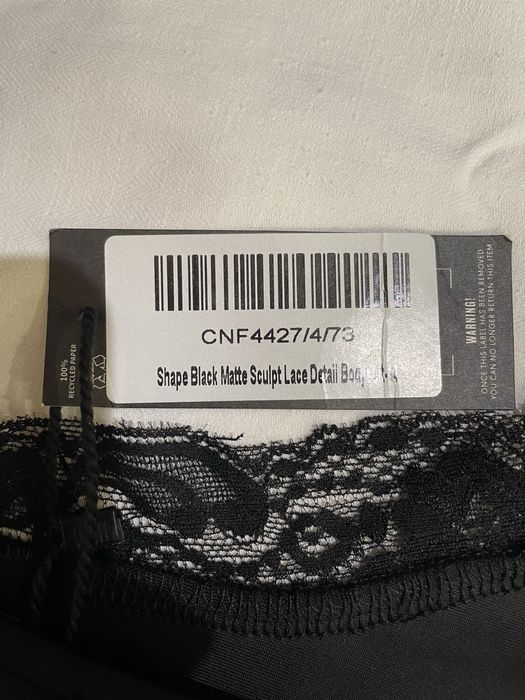 CNF4427/4/73
Shape Black Matte Sculpt Lace Detail
100%
RECYCLED PAPER
WARNING!
ONCE THIS LABEL HAS BEEN REMOVED
YOU CAN NO LONGER RETURN THIS ITEM